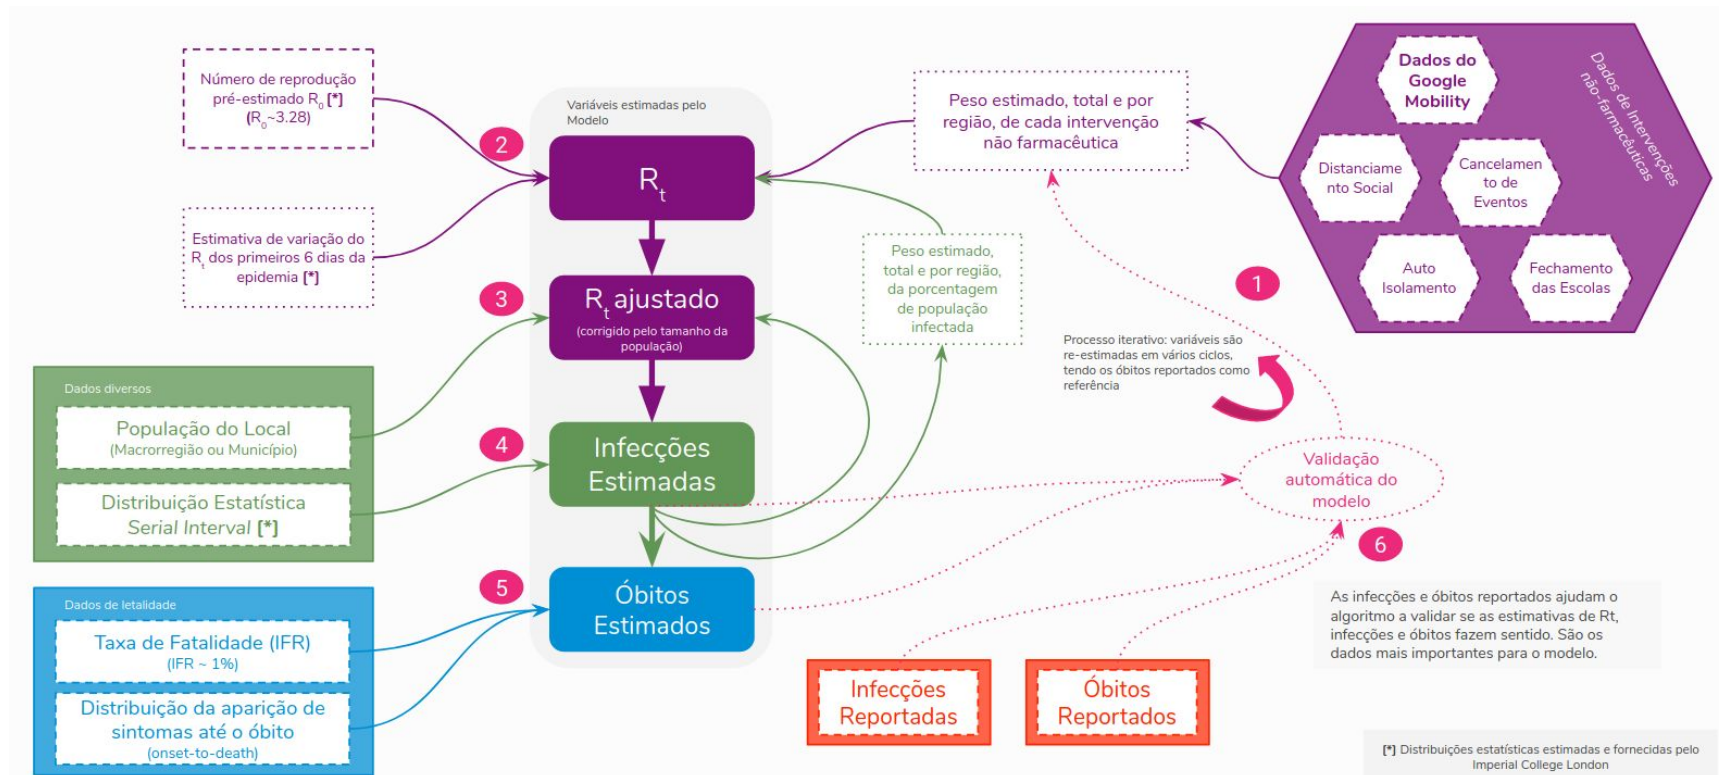 Número de reprodução
pré-estimado R0 [*]
(R0~3.28)
Estimativa de variação do
Rt dos primeiros 6 dias da
epidemia [*]
Dados diversos
População do Local
(Macrorregião ou Município)
Distribuição Estatística
Serial Interval [*]
Dados de letalidade
Taxa de Fatalidade (IFR)
(IFR ~ 1%)
Distribuição da aparição de
sintomas até o óbito
(onset-to-death)
Variáveis estimadas pelo
Modelo
2
Rt
3
Rt ajustado
(corrigido pelo tamanho da
população)
4
Infecções
Estimadas
5
Óbitos
Estimados
Peso estimado, total e por
região, de cada intervenção
não farmacêutica
Peso estimado,
total e por região,
da porcentagem
de população
infectada
Dados do
Google
Mobility
Dados de Intervenções
não-farmacêuticas
Distanciame
nto Social
Cancelamen
to de
Eventos
Auto
Isolamento
Fechamento
das Escolas
1
Processo iterativo: variáveis são
re-estimadas em vários ciclos,
tendo os óbitos reportados como
referência
Validação
automática do
modelo
6
As infecções e óbitos reportados ajudam o
algoritmo a validar se as estimativas de Rt,
infecções e óbitos fazem sentido. São os
dados mais importantes para o modelo.
Infecções
Reportadas
Óbitos
Reportados
[*] Distribuições estatísticas estimadas e fornecidas pelo
Imperial College London